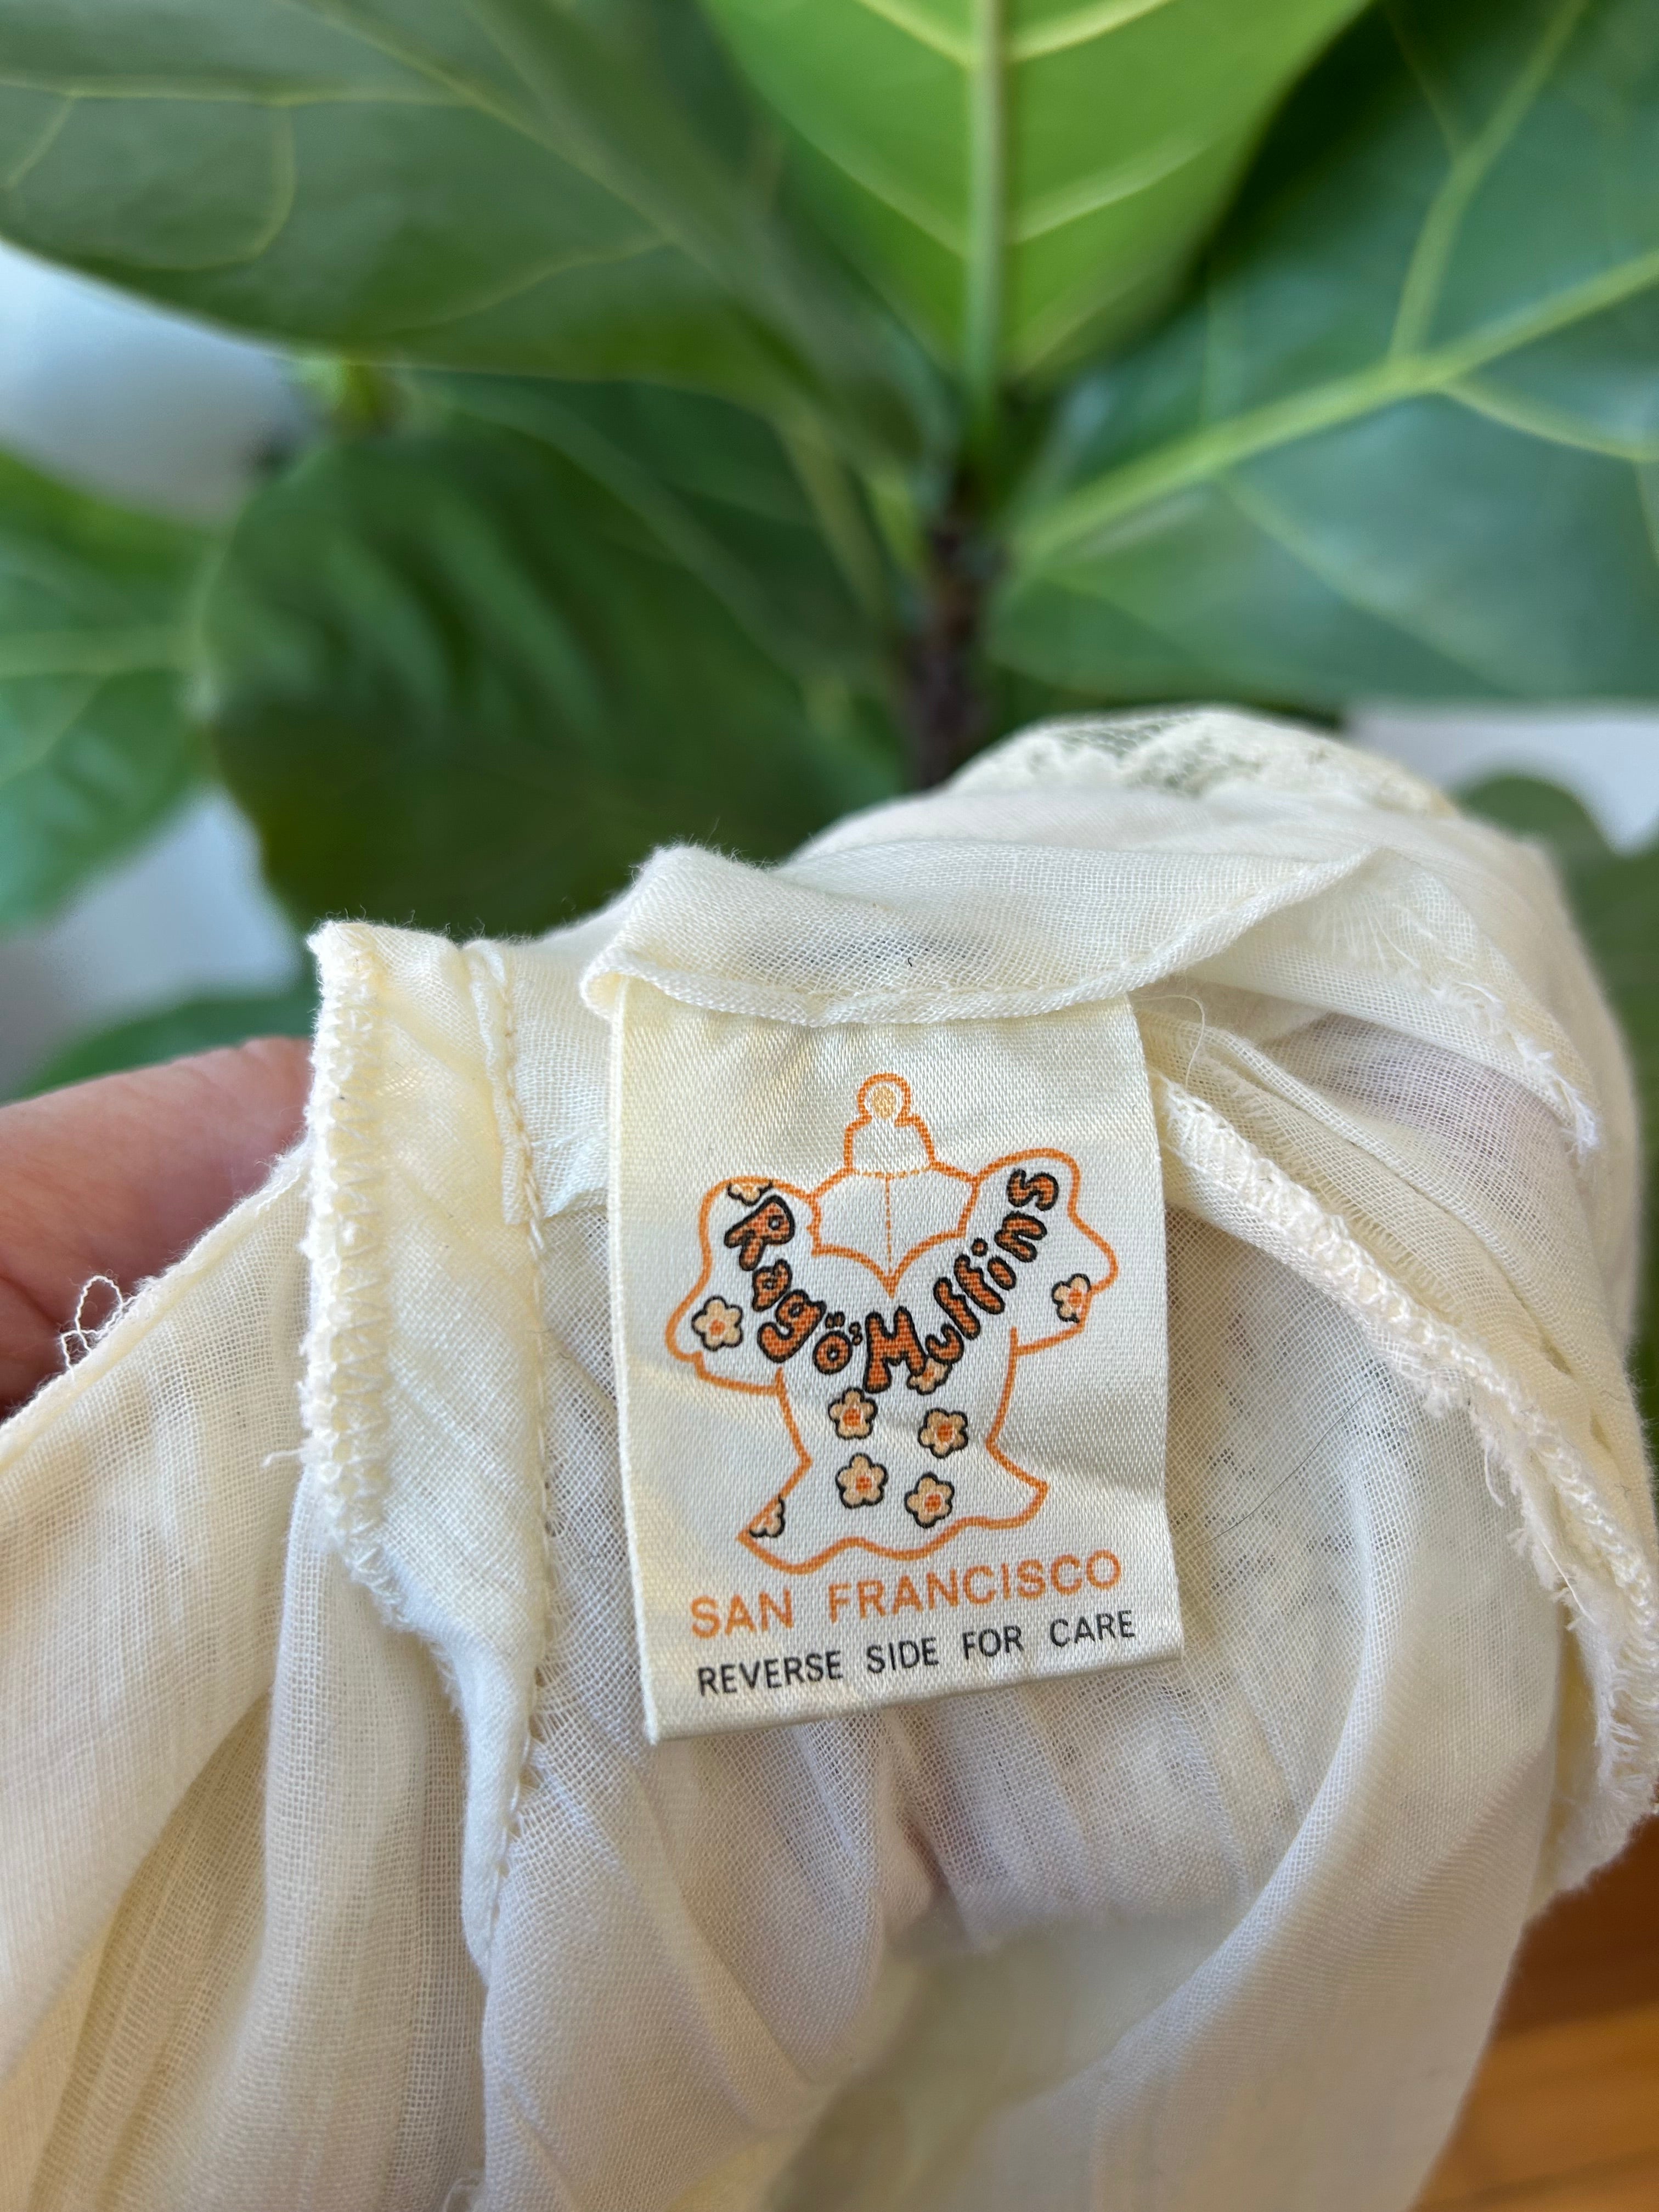 Rag ö' Muffins
SAN FRANCISCO
REVERSE SIDE FOR CARE